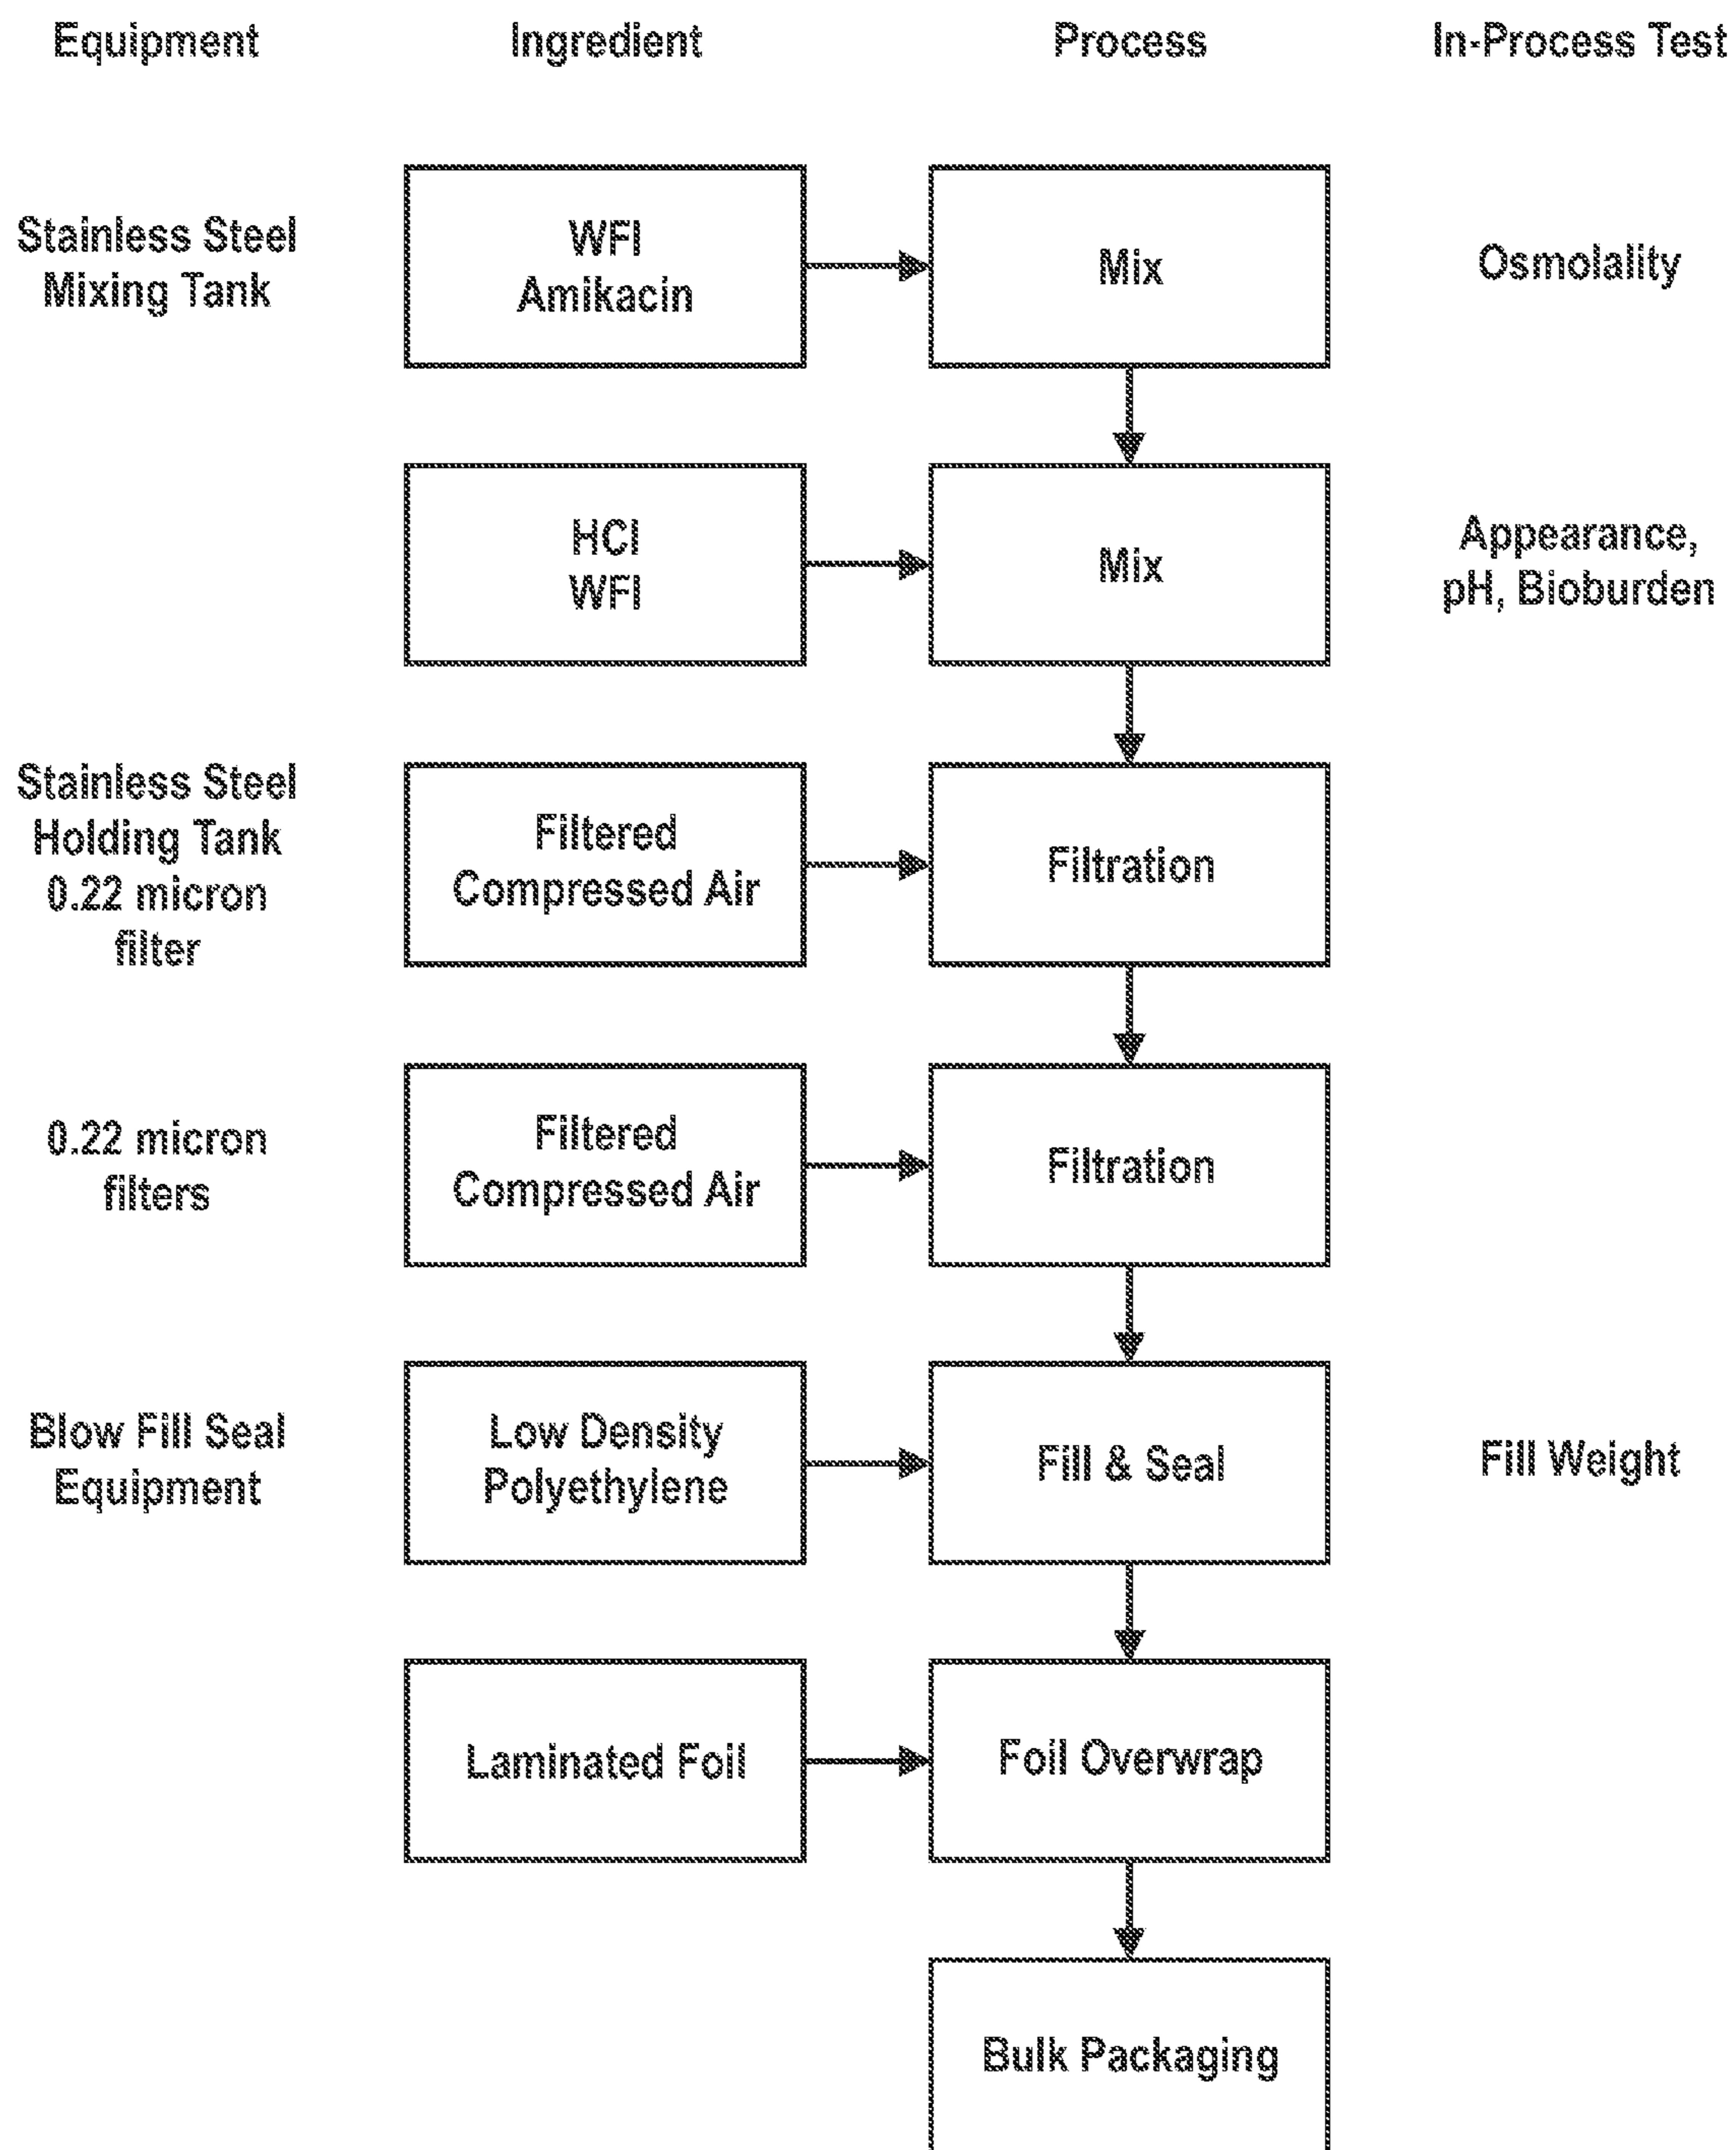 Equipment
Ingredient
Process
In-Process Test
Stainless Steel
Mixing Tank
WFI
Amikacin
Mix
Osmolality
HCl
WFI
Mix
Appearance,
pH, Bioburden
Stainless Steel
Holding Tank
0.22 micron
filter
Filtered
Compressed Air
Filtration
0.22 micron
filters
Filtered
Compressed Air
Filtration
Blow Fill Seal
Equipment
Low Density
Polyethylene
Fill & Seal
Fill Weight
Laminated Foil
Foil Overwrap
Bulk Packaging